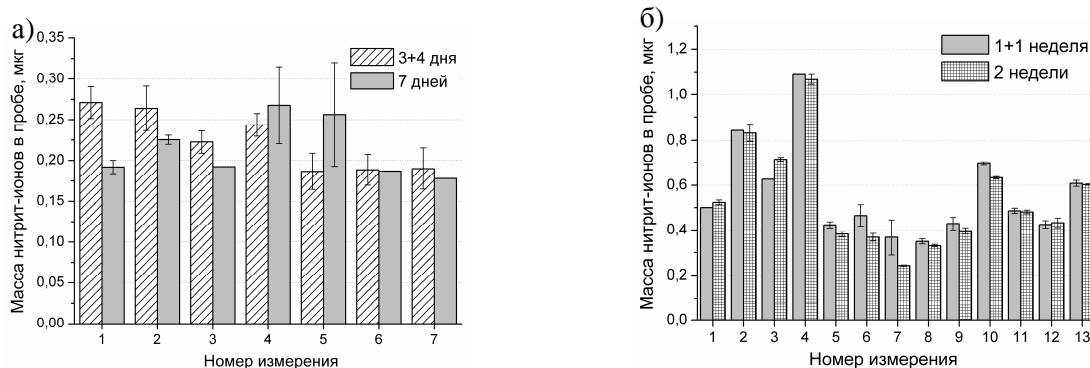 а)
Масса нитрит-ионов в пробе, мкг
0,35
0,30
0,25
0,20
0,15
0,10
0,05
0,00
3+4 дня
7 дней
1 2 3 4 5 6 7
Номер измерения
б)
Масса нитрит-ионов в пробе, мкг
1,2
1,0
0,8
0,6
0,4
0,2
0,0
1+1 неделя
2 недели
1 2 3 4 5 6 7 8 9 10 11 12 13
Номер измерения